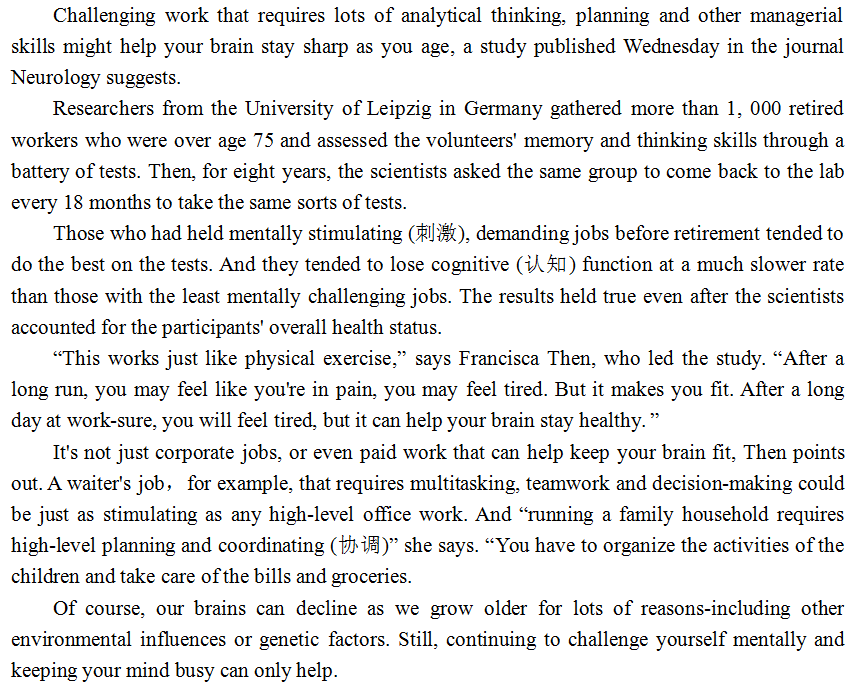 Challenging work that requires lots of analytical thinking, planning and other managerial
skills might help your brain stay sharp as you age, a study published Wednesday in the journal
Neurology suggests.
Researchers from the University of Leipzig in Germany gathered more than 1, 000 retired
workers who were over age 75 and assessed the volunteers' memory and thinking skills through a
battery of tests. Then, for eight years, the scientists asked the same group to come back to the lab
every 18 months to take the same sorts of tests.
Those who had held mentally stimulating (刺激), demanding jobs before retirement tended to
do the best on the tests. And they tended to lose cognitive (认知) function at a much slower rate
than those with the least mentally challenging jobs. The results held true even after the scientists
accounted for the participants' overall health status.
“This works just like physical exercise,” says Francisca Then, who led the study. “After a
long run, you may feel like you're in pain, you may feel tired. But it makes you fit. After a long
day at work-sure, you will feel tired, but it can help your brain stay healthy. ”
It's not just corporate jobs, or even paid work that can help keep your brain fit, Then points
out. A waiter's job，for example, that requires multitasking, teamwork and decision-making could
be just as stimulating as any high-level office work. And “running a family household requires
high-level planning and coordinating (协调)” she says. “You have to organize the activities of the
children and take care of the bills and groceries.
Of course, our brains can decline as we grow older for lots of reasons-including other
environmental influences or genetic factors. Still, continuing to challenge yourself mentally and
keeping your mind busy can only help.